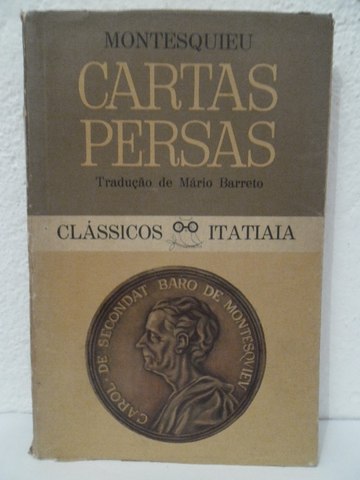 MONTESQUIEU
CARTAS
PERSAS
Tradução de Mário Barreto
CLÁSSICOS ITATIAIA
CAROL · DE SECONDAT BARO DE MONTESQVIEV